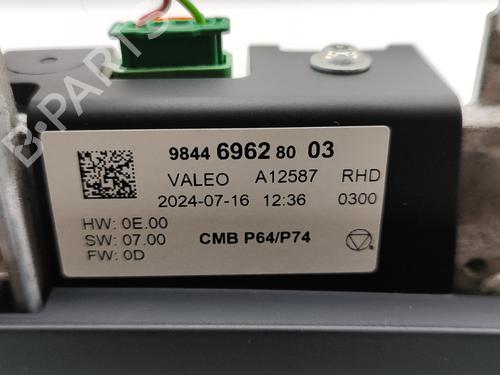 B-PARTS
9844 6962 80 03
VALEO A12587 RHD
2024-07-16 12:36 0300
HW: 0E.00
SW: 07.00 CMB P64/P74
FW: 0D